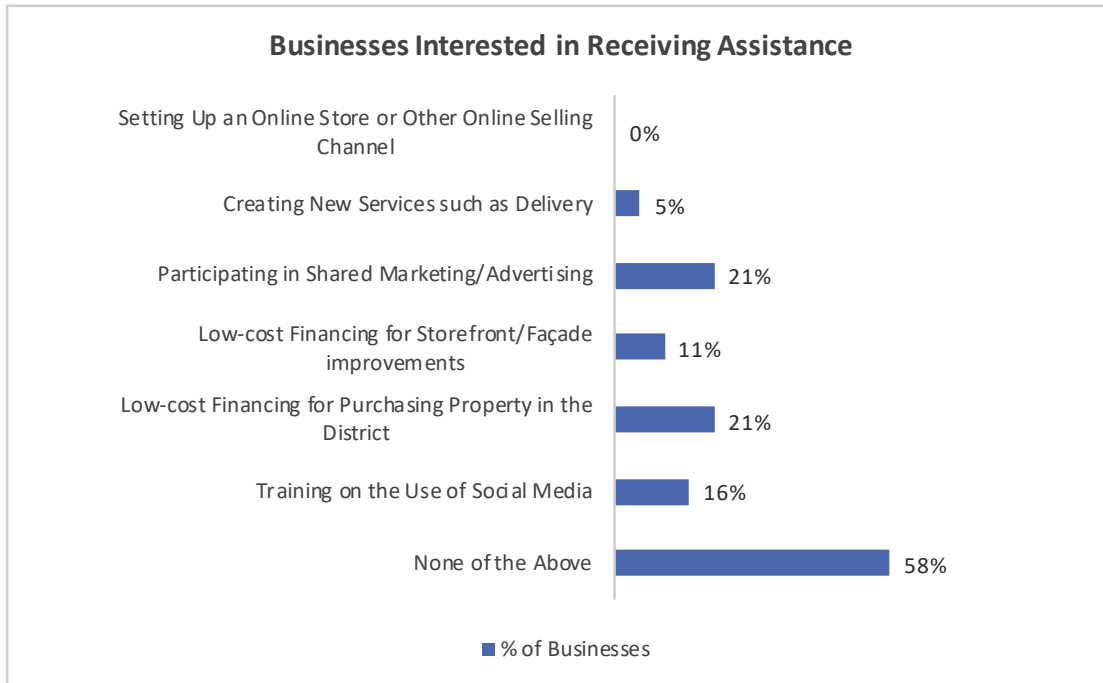 Businesses Interested in Receiving Assistance
Setting Up an Online Store or Other Online Selling
Channel
0%
Creating New Services such as Delivery
5%
Participating in Shared Marketing/Advertising
21%
Low-cost Financing for Storefront/Façade
improvements
11%
Low-cost Financing for Purchasing Property in the
District
21%
Training on the Use of Social Media
16%
None of the Above
58%
% of Businesses